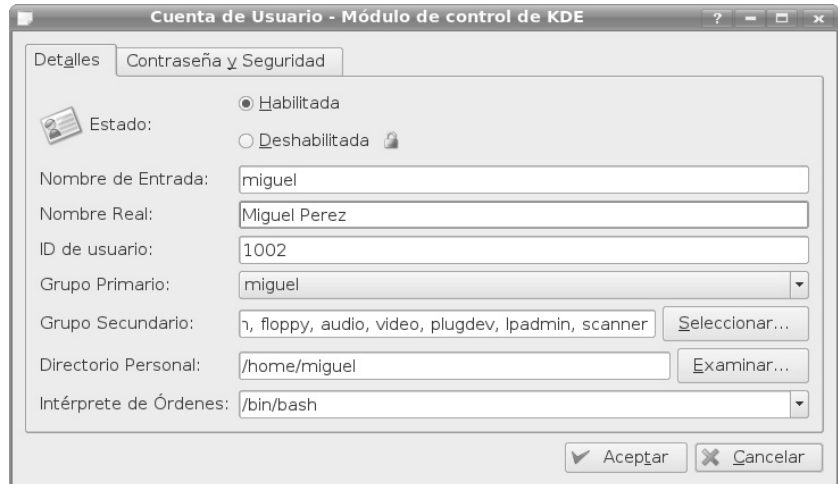 Cuenta de Usuario - Módulo de control de KDE
Detalles
Contraseña y Seguridad
Estado:
Habilitada
Deshabilitada
Nombre de Entrada: miguel
Nombre Real: Miguel Perez
ID de usuario: 1002
Grupo Primario: miguel
Grupo Secundario: , floppy, audio, video, plugdev, lpadmin, scanner Seleccionar...
Directorio Personal: /home/miguel Examinar...
Intérprete de Órdenes: /bin/bash
Aceptar Cancelar